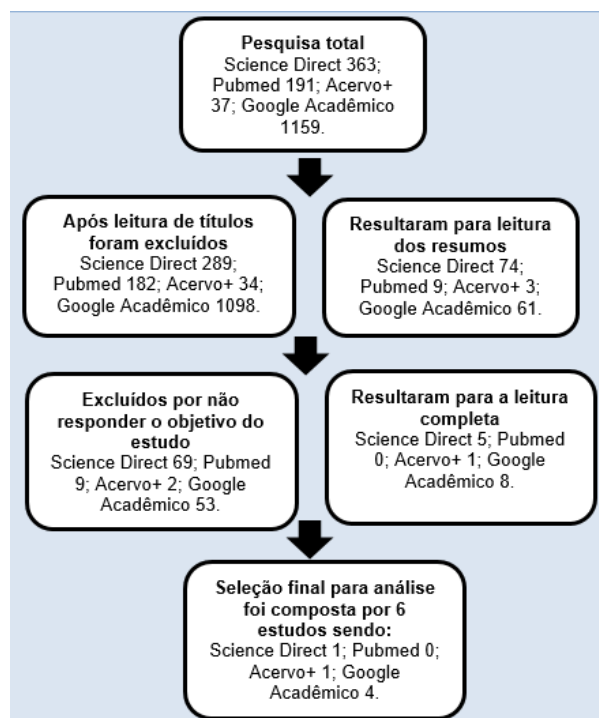 Pesquisa total
Science Direct 363;
Pubmed 191; Acervo+
37; Google Acadêmico
1159.
Após leitura de títulos
foram excluídos
Science Direct 289;
Pubmed 182; Acervo+ 34;
Google Acadêmico 1098.
Resultaram para leitura
dos resumos
Science Direct 74;
Pubmed 9; Acervo+ 3;
Google Acadêmico 61.
Excluídos por não
responder o objetivo do
estudo
Science Direct 69; Pubmed
9; Acervo+ 2; Google
Acadêmico 53.
Resultaram para a leitura
completa
Science Direct 5; Pubmed
0; Acervo+ 1; Google
Acadêmico 8.
Seleção final para análise
foi composta por 6
estudos sendo:
Science Direct 1; Pubmed 0;
Acervo+ 1; Google
Acadêmico 4.